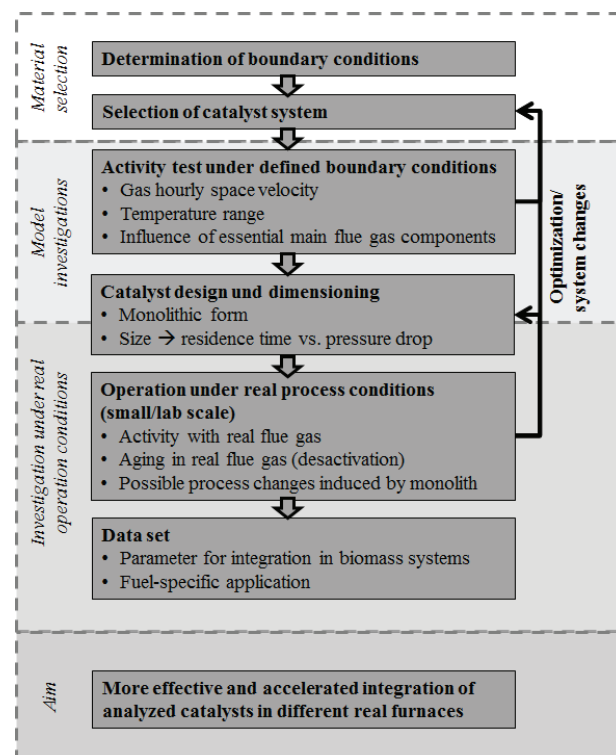 Material
selection
Determination of boundary conditions
Selection of catalyst system
Model
investigations
Activity test under defined boundary conditions
• Gas hourly space velocity
• Temperature range
• Influence of essential main flue gas components
Catalyst design und dimensioning
• Monolithic form
• Size → residence time vs. pressure drop
Optimization/
system changes
Investigation under real
operation conditions
Operation under real process conditions
(small/lab scale)
• Activity with real flue gas
• Aging in real flue gas (desactivation)
• Possible process changes induced by monolith
Data set
• Parameter for integration in biomass systems
• Fuel-specific application
Aim
More effective and accelerated integration of
analyzed catalysts in different real furnaces